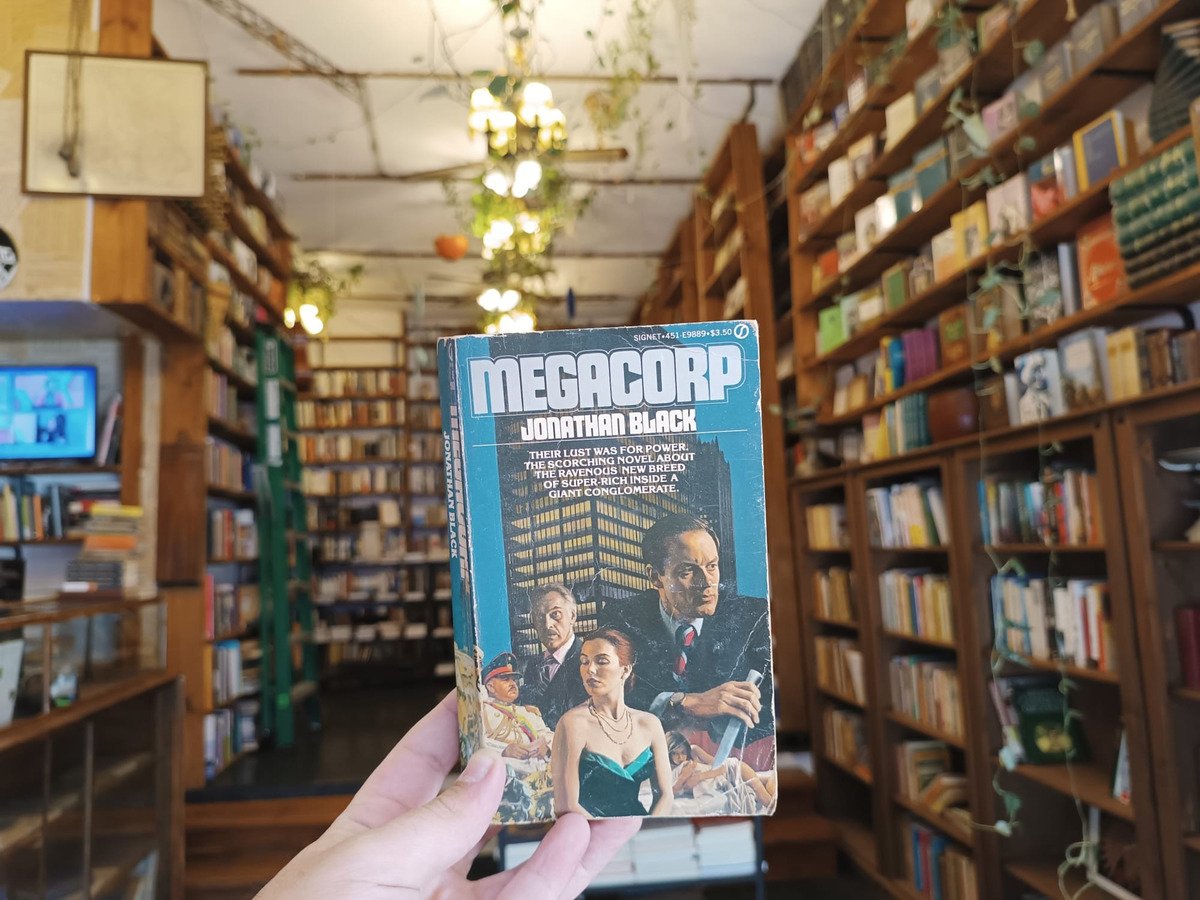 SIGNET•451-E9889•$3.50
MEGACORP
JONATHAN BLACK
THEIR LUST WAS FOR POWER.
THE SCORCHING NOVEL ABOUT
THE RAVENOUS NEW BREED
OF SUPER-RICH INSIDE A
GIANT CONGLOMERATE.
JONATHAN BLACK